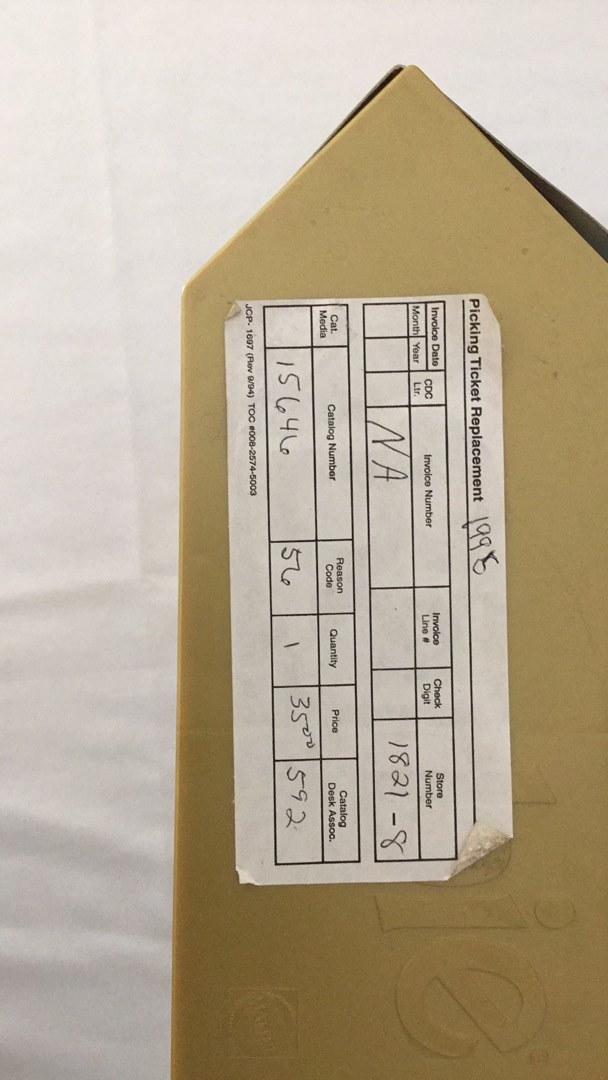 Picking Ticket Replacement 1998
Invoice Date
Month Year
CDC Ltr.
Invoice Number
Invoice Line #
Check Digit
Store Number
NA
1821-8
Cat. Media
Catalog Number
Reason Code
Quantity
Price
Catalog Desk Assoc.
15646
56
1
3500
592
JCP- 1697 (Rev 9/94) TOC #008-2574-5003
ie